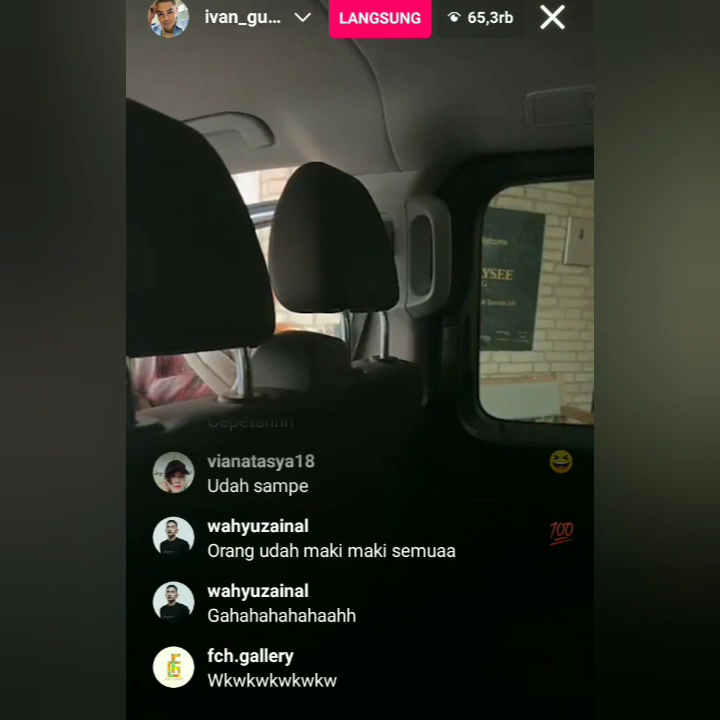 ivan_gu...
LANGSUNG
65,3rb
YSEE
Cepetannn
vianatasya18
Udah sampe
wahyuzainal
Orang udah maki maki semuaa
💯
wahyuzainal
Gahahahahahaahh
fch.gallery
Wkwkwkwkwkw